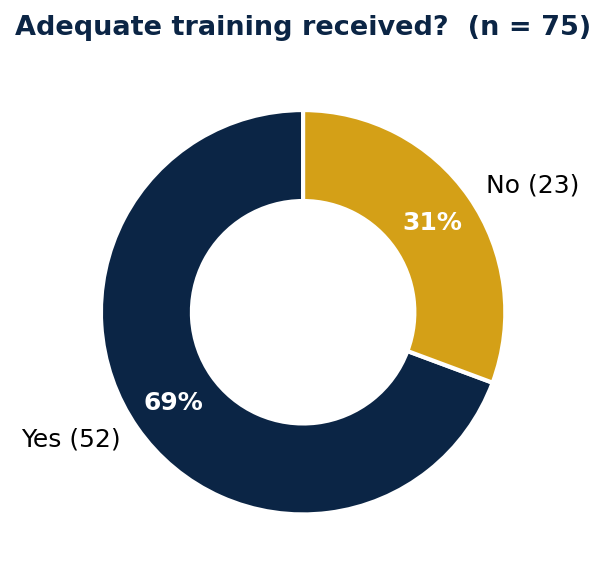 Adequate training received?  (n = 75)
No (23)
31%
69%
Yes (52)